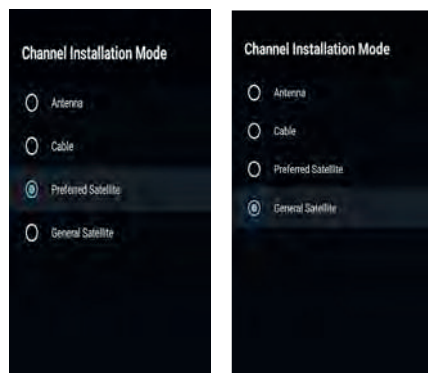 Channel Installation Mode
Antenna
Cable
Preferred Satellite
General Satellite
Channel Installation Mode
Antenna
Cable
Preferred Satellite
General Satellite